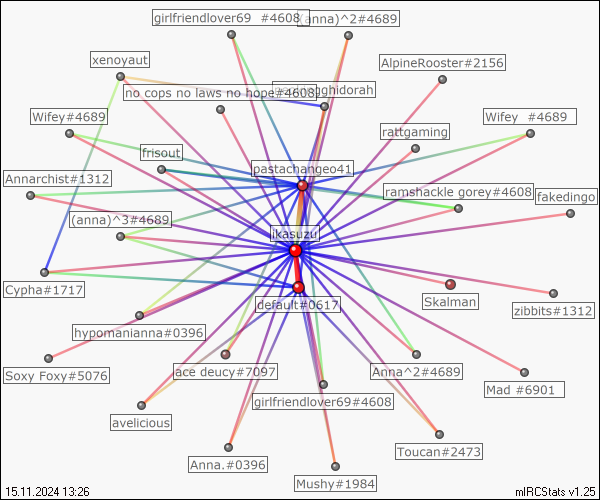 girlfriendlover69 #4608
(anna)^2#4689
xenoyaut
AlpineRooster#2156
no cops no laws no hope#4608
ghidorah
Wifey#4689
Wifey #4689
rattgaming
frisout
pastachangeo41
Annarchist#1312
ramshackle gorey#4608
fakedingo
(anna)^3#4689
ikasuzu
Cypha#1717
default#0617
Skalman
zibbits#1312
hypomanianna#0396
Soxy Foxy#5076
ace deucy#7097
Anna^2#4689
Mad #6901
girlfriendlover69#4608
avelicious
Toucan#2473
Anna.#0396
Mushy#1984
15.11.2024 13:26
mIRCStats v1.25